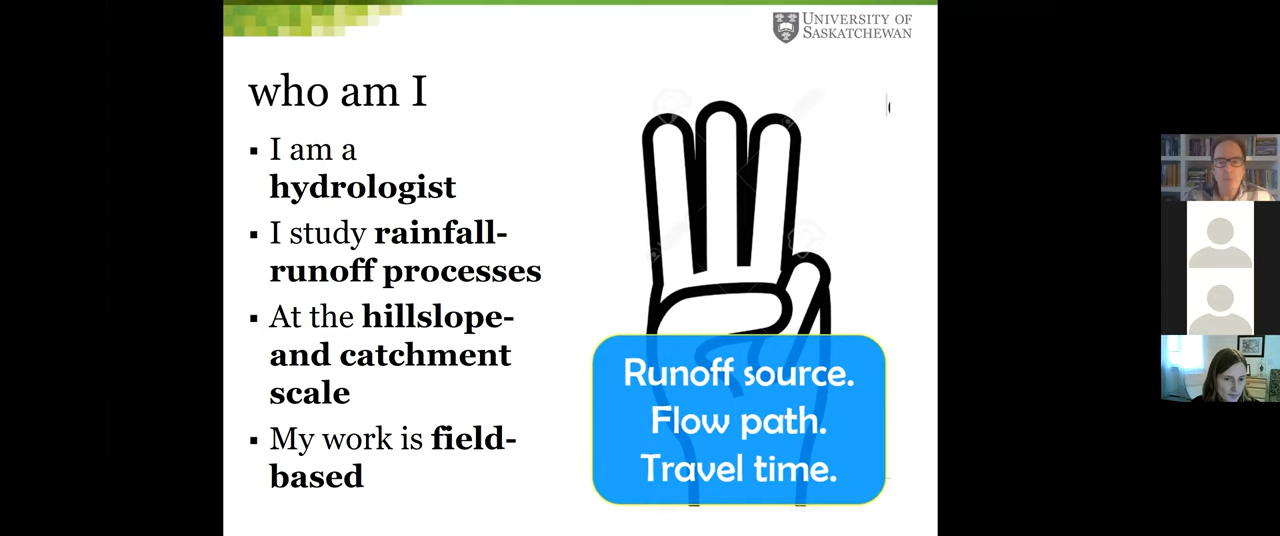 UNIVERSITY OF
SASKATCHEWAN
who am I
▪ I am a
hydrologist
▪ I study rainfall-
runoff processes
▪ At the hillslope-
and catchment
scale
▪ My work is field-
based
Runoff source.
Flow path.
Travel time.